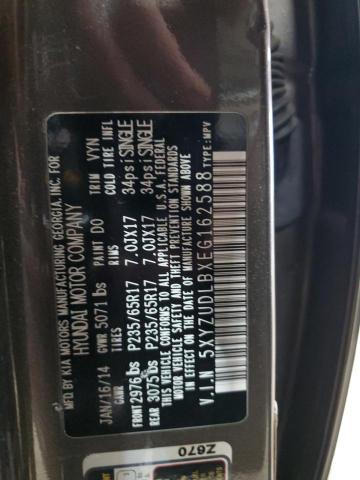 MFD BY KIA MOTORS MANUFACTURING GEORGIA, INC. FOR
HYUNDAI MOTOR COMPANY
JAN/16/14 GVWR 5071 lbs PAINT D0 TRIM VYN
GAWR TIRES RIMS COLD TIRE INF.
FRONT 2976 lbs P235/65R17 7.0JX17 34psi SINGLE
REAR 3075 lbs P235/65R17 7.0JX17 34psi SINGLE
THIS VEHICLE CONFORMS TO ALL APPLICABLE U.S.A. FEDERAL
MOTOR VEHICLE SAFETY AND THEFT PREVENTION STANDARDS
IN EFFECT ON THE DATE OF MANUFACTURE SHOWN ABOVE
V.I.N 5XYZUDLBXEG162588 TYPE:MPV
Z670